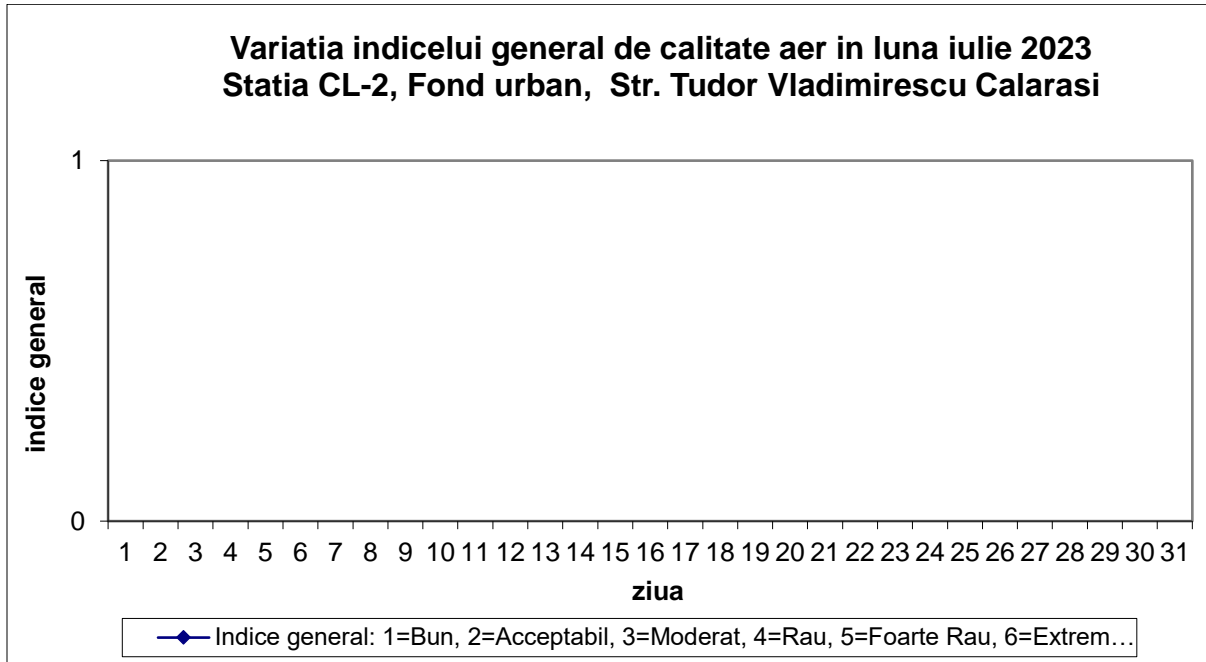 Variatia indicelui general de calitate aer in luna iulie 2023
Statia CL-2, Fond urban, Str. Tudor Vladimirescu Calarasi
1
indice general
0
1 2 3 4 5 6 7 8 9 10 11 12 13 14 15 16 17 18 19 20 21 22 23 24 25 26 27 28 29 30 31
ziua
Indice general: 1=Bun, 2=Acceptabil, 3=Moderat, 4=Rau, 5=Foarte Rau, 6=Extrem…